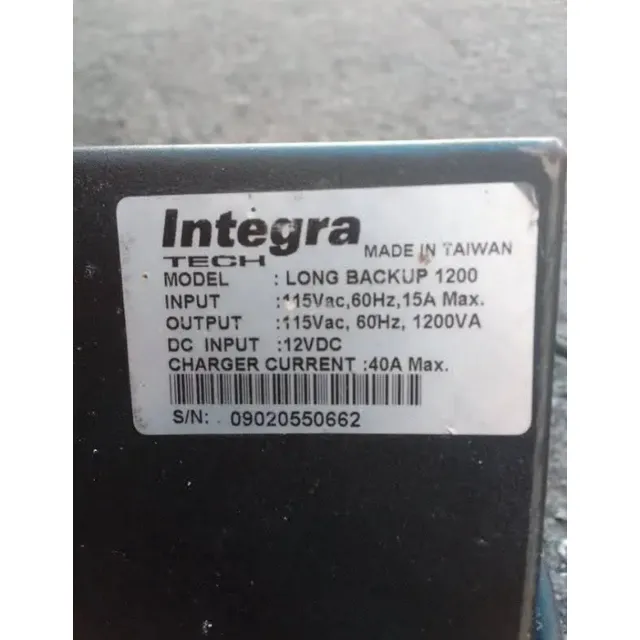 Integra
TECH
MADE IN TAIWAN
MODEL : LONG BACKUP 1200
INPUT :115Vac,60Hz,15A Max.
OUTPUT :115Vac, 60Hz, 1200VA
DC INPUT :12VDC
CHARGER CURRENT :40A Max.
S/N: 09020550662